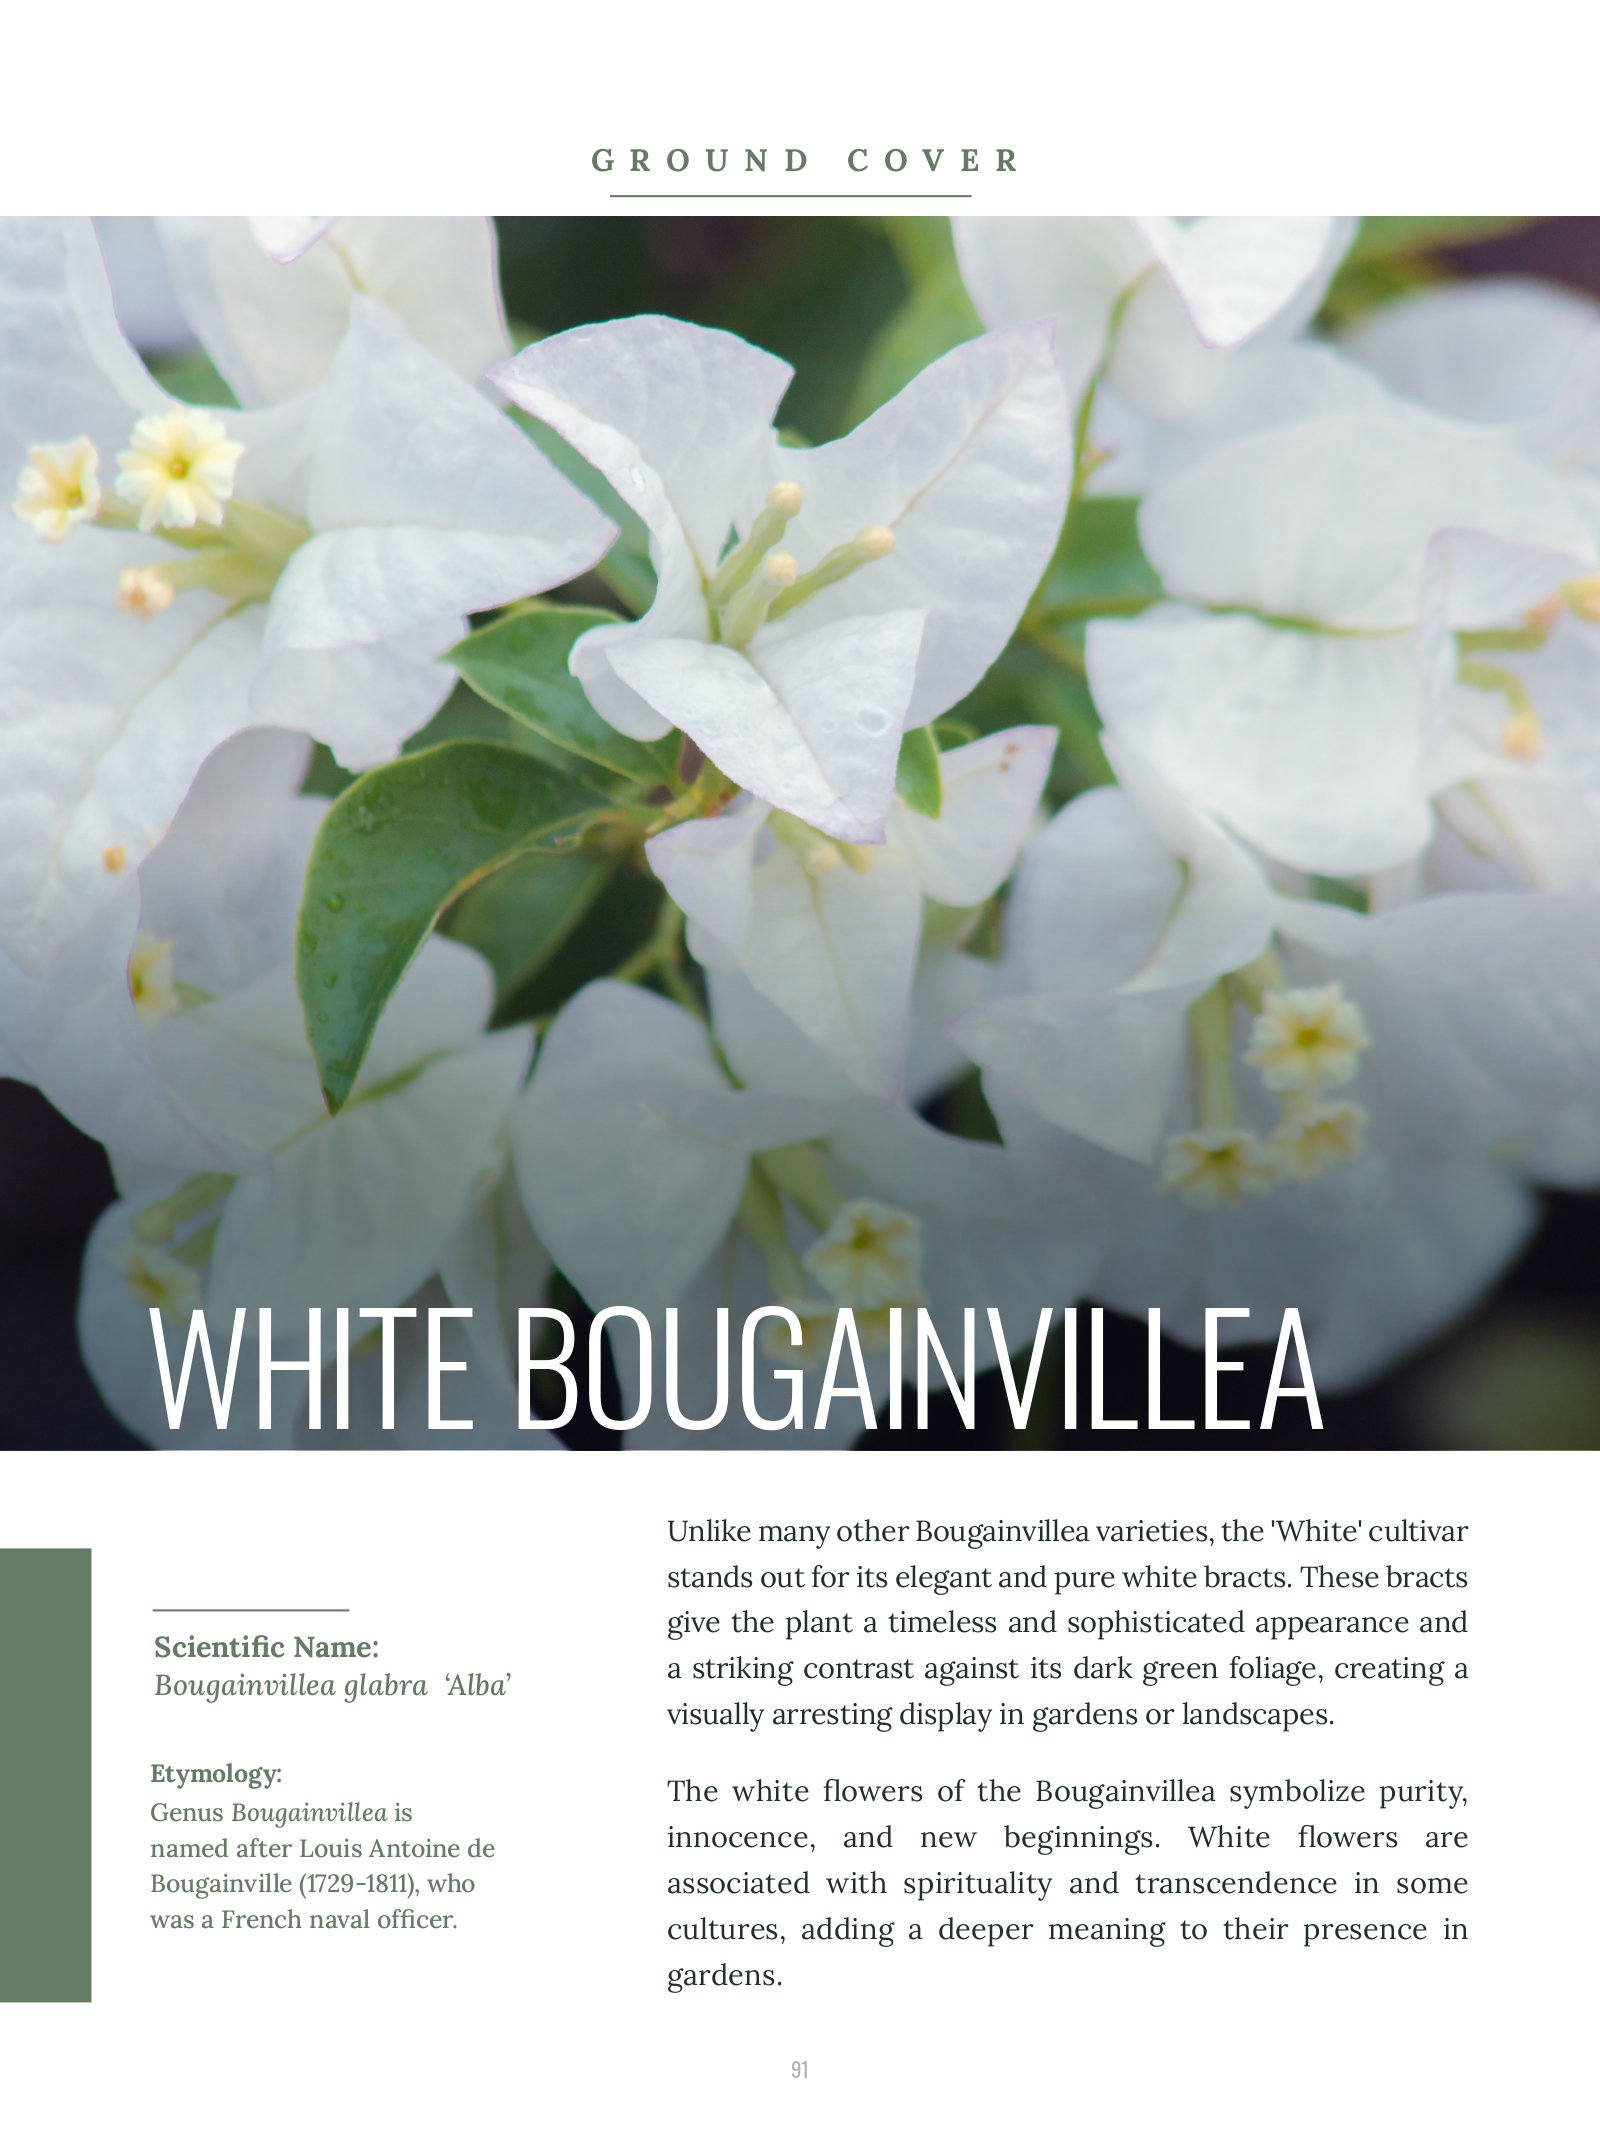 GROUND COVER
WHITE BOUGAINVILLEA
Scientific Name:
Bougainvillea glabra ‘Alba’
Etymology:
Genus Bougainvillea is
named after Louis Antoine de
Bougainville (1729-1811), who
was a French naval officer.
Unlike many other Bougainvillea varieties, the 'White' cultivar
stands out for its elegant and pure white bracts. These bracts
give the plant a timeless and sophisticated appearance and
a striking contrast against its dark green foliage, creating a
visually arresting display in gardens or landscapes.
The white flowers of the Bougainvillea symbolize purity,
innocence, and new beginnings. White flowers are
associated with spirituality and transcendence in some
cultures, adding a deeper meaning to their presence in
gardens.
91